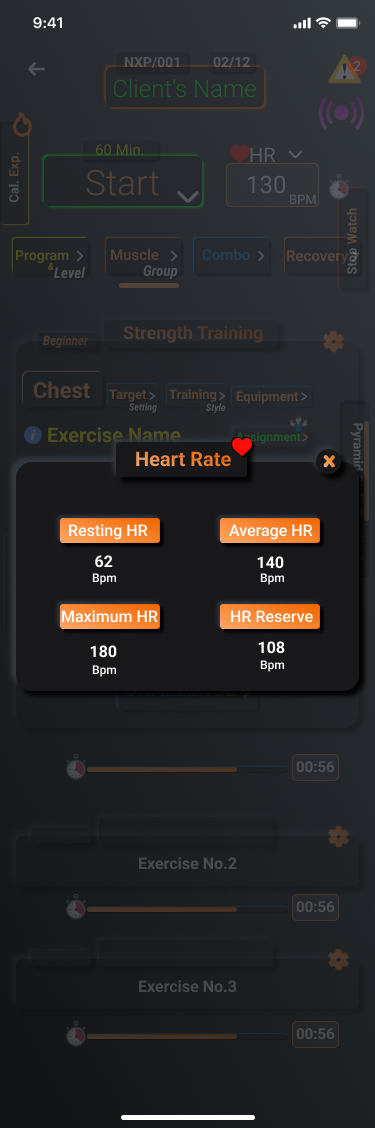 9:41
NXP/001 02/12
2
Client's Name
60 Min.
HR
Cal. Exp.
Start
130
BPM
Stop Watch
Program
&
Level
Muscle
Group
Combo
Recovery
Beginner
Strength Training
Chest
Target
Setting
Training
Style
Equipment
i Exercise Name
Assignment
Pyramid
Heart Rate
x
Resting HR
62
Bpm
Average HR
140
Bpm
Maximum HR
180
Bpm
HR Reserve
108
Bpm
00:56
Exercise No.2
00:56
Exercise No.3
00:56